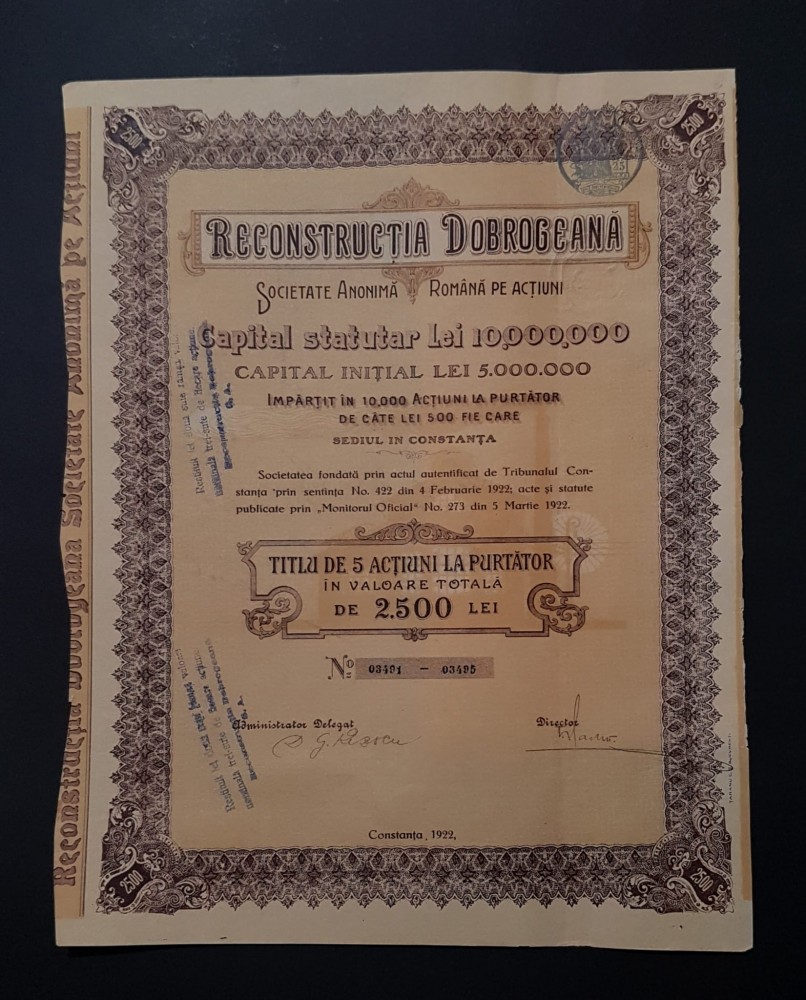 2500
2500
RECONSTRUCȚIA DOBROGEANĂ
SOCIETATE ANONIMĂ ROMÂNĂ PE ACȚIUNI
Capital statutar Lei 10,000,000
CAPITAL INIȚIAL LEI 5.000.000
IMPĂRȚIT ÎN 10,000 ACȚIUNI LA PURTĂTOR
DE CÂTE LEI 500 FIE CARE
SEDIUL IN CONSTANȚA
Societatea fondată prin actul autentificat de Tribunalul Con-
stanța prin sentința No. 422 din 4 Februarie 1922; acte și statute
publicate prin „Monitorul Oficial“ No. 273 din 5 Martie 1922.
TITLU DE 5 ACȚIUNI LA PURTĂTOR
ÎN VALOARE TOTALĂ
DE 2.500 LEI
No 03491 – 03495
Administrator Delegat
Director
Constanța, 1922,
2500
2500
Reconstrucția Dobrogeana Societate Anonima pe Acțiuni